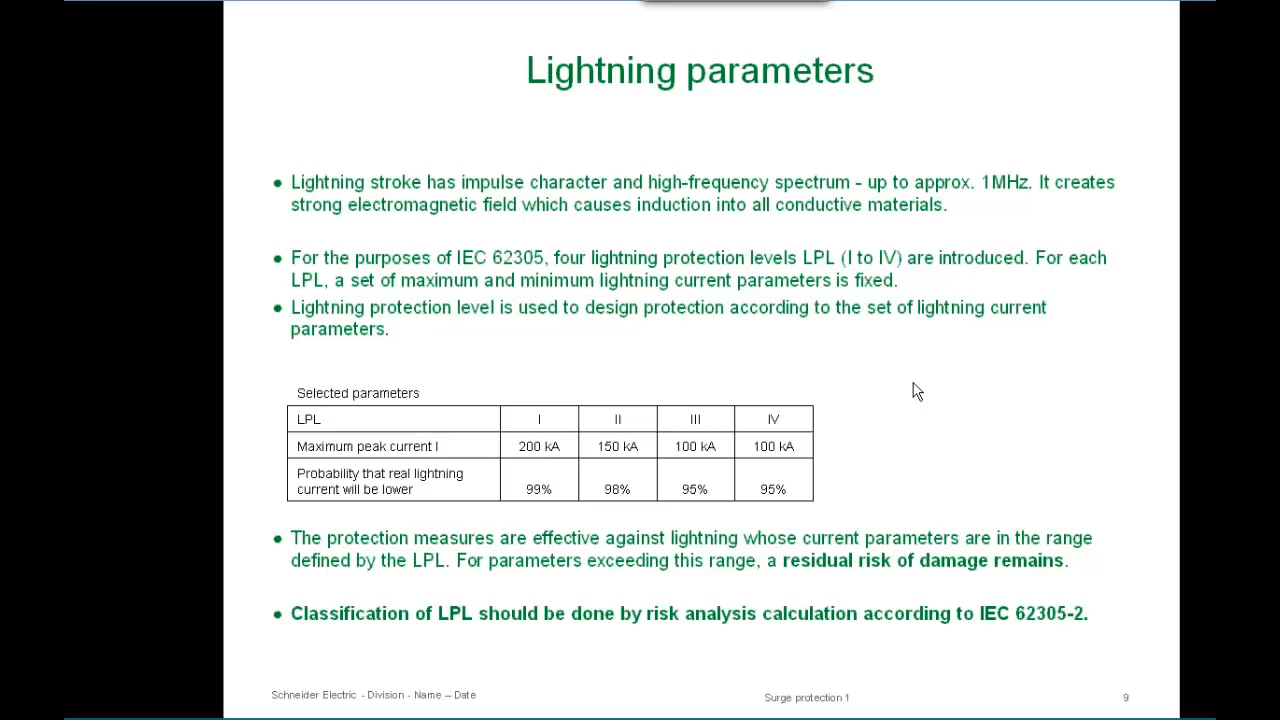 Lightning parameters
● Lightning stroke has impulse character and high-frequency spectrum - up to approx. 1MHz. It creates
strong electromagnetic field which causes induction into all conductive materials.
● For the purposes of IEC 62305, four lightning protection levels LPL (I to IV) are introduced. For each
LPL, a set of maximum and minimum lightning current parameters is fixed.
● Lightning protection level is used to design protection according to the set of lightning current
parameters.
Selected parameters
LPL I II III IV
Maximum peak current I 200 kA 150 kA 100 kA 100 kA
Probability that real lightning
current will be lower 99% 98% 95% 95%
● The protection measures are effective against lightning whose current parameters are in the range
defined by the LPL. For parameters exceeding this range, a residual risk of damage remains.
● Classification of LPL should be done by risk analysis calculation according to IEC 62305-2.
Schneider Electric - Division - Name – Date Surge protection 1 9